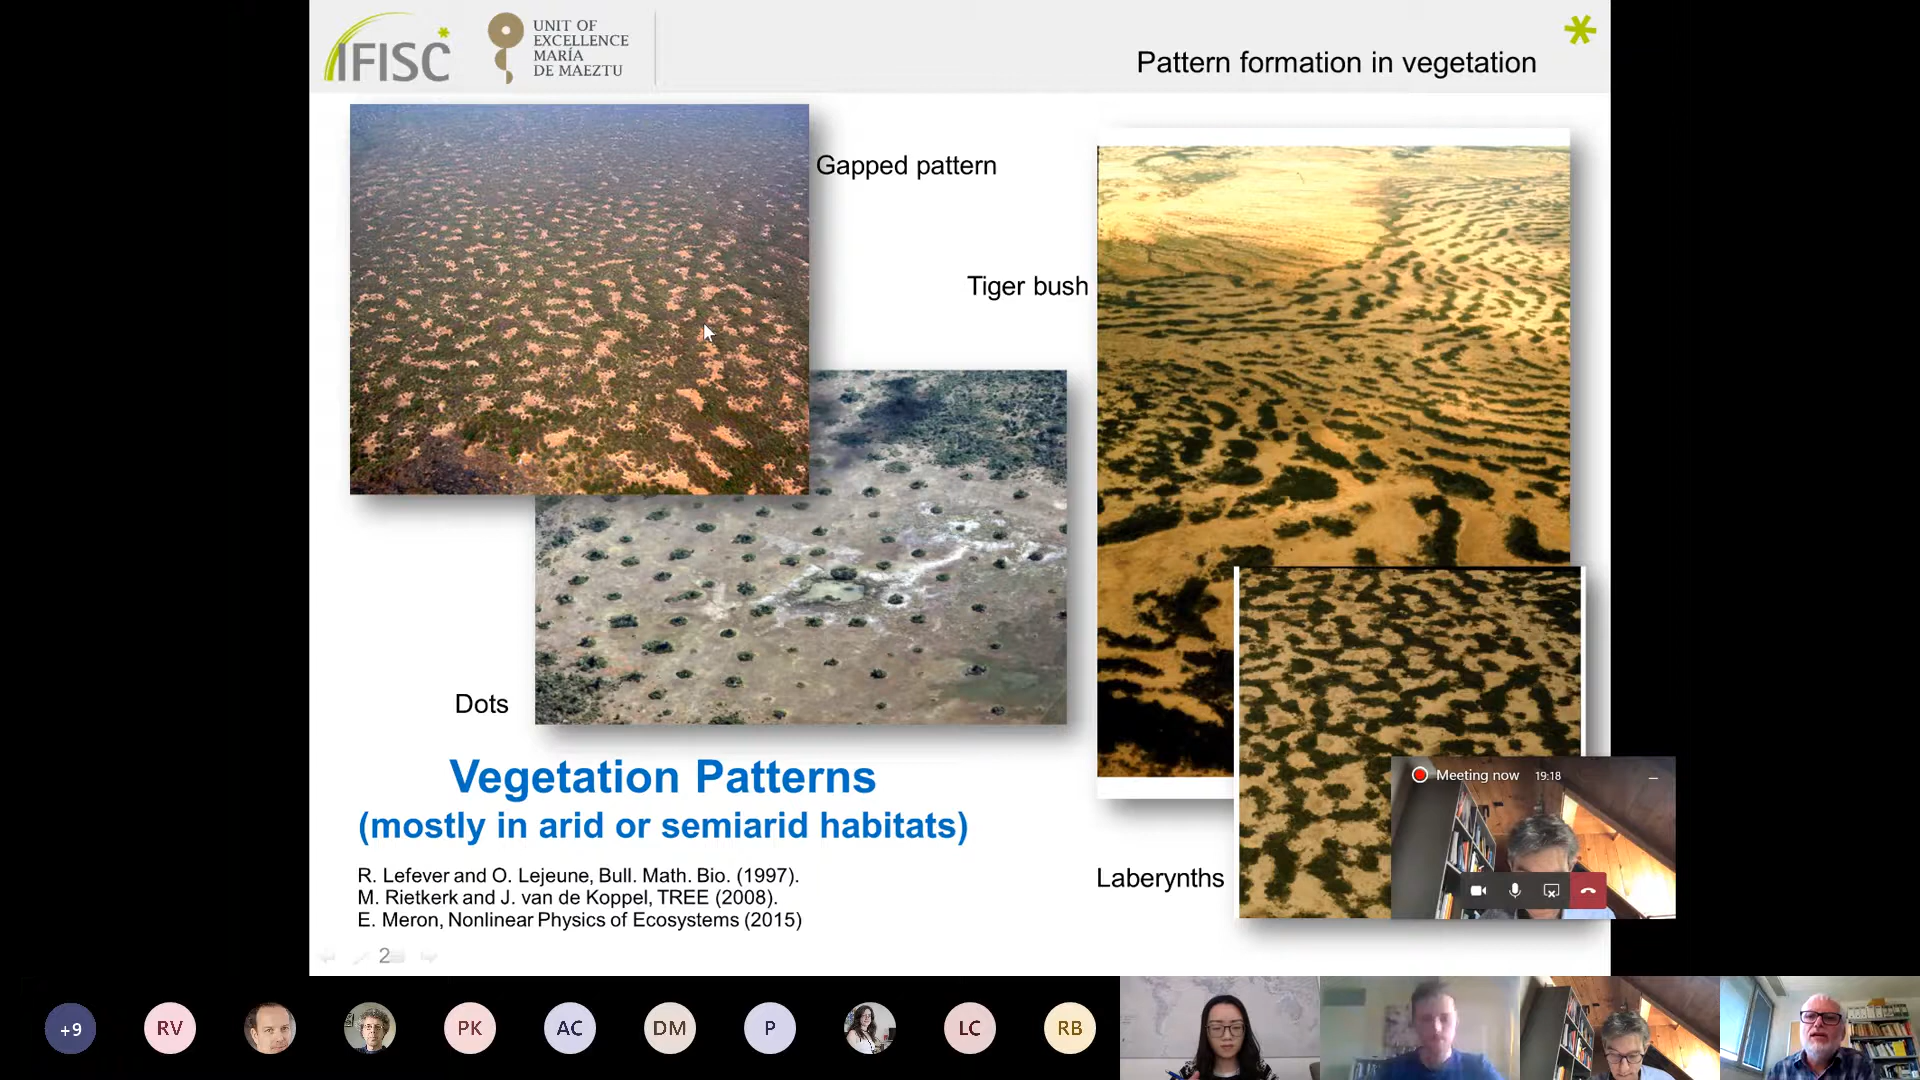 IFISC
UNIT OF
EXCELLENCE
MARÍA
DE MAEZTU
Pattern formation in vegetation
Gapped pattern
Tiger bush
Dots
Vegetation Patterns
(mostly in arid or semiarid habitats)
R. Lefever and O. Lejeune, Bull. Math. Bio. (1997).
M. Rietkerk and J. van de Koppel, TREE (2008).
E. Meron, Nonlinear Physics of Ecosystems (2015)
Laberynths
Meeting now 19:18
2
+9
RV
PK
AC
DM
P
LC
RB